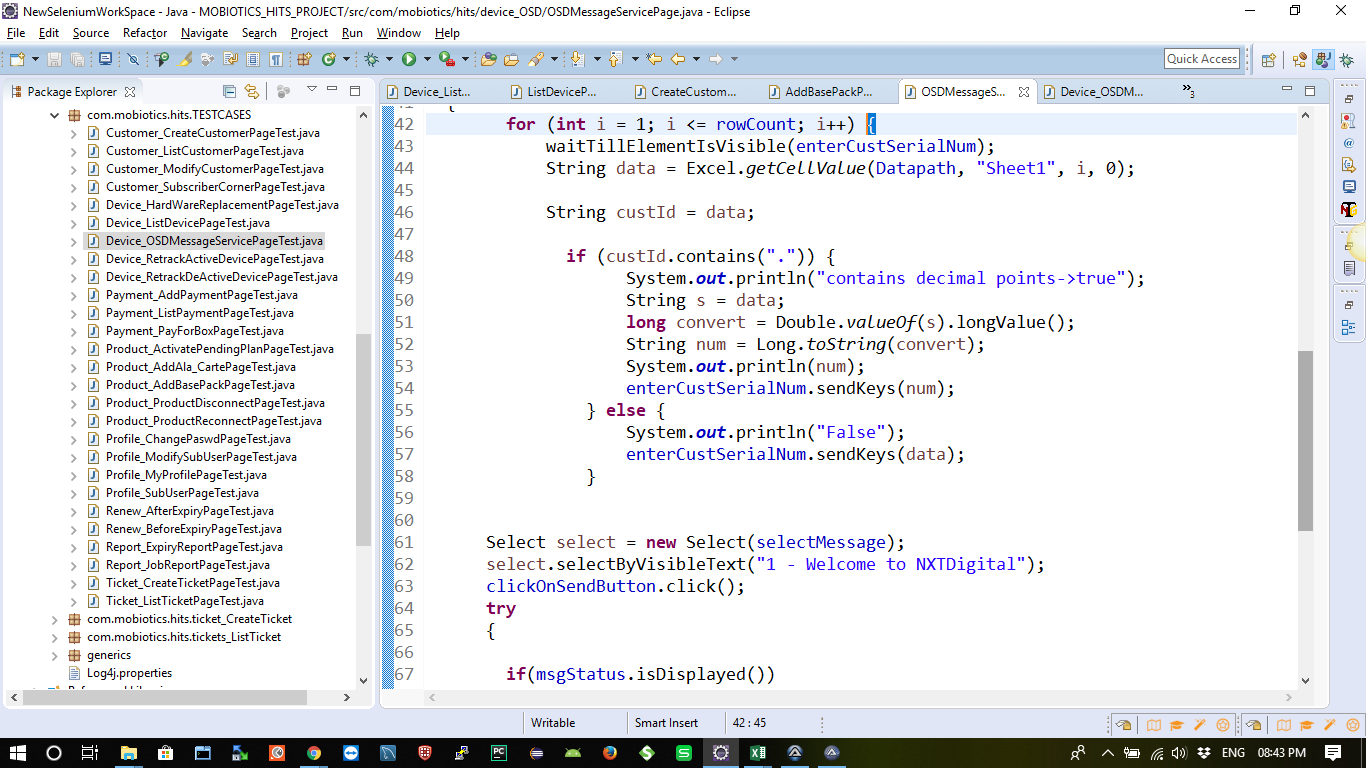 NewSeleniumWorkSpace - Java - MOBIOTICS_HITS_PROJECT/src/com/mobiotics/hits/device_OSD/OSDMessageServicePage.java - Eclipse
File Edit Source Refactor Navigate Search Project Run Window Help
Quick Access
Package Explorer
com.mobiotics.hits.TESTCASES
Customer_CreateCustomerPageTest.java
Customer_ListCustomerPageTest.java
Customer_ModifyCustomerPageTest.java
Customer_SubscriberCornerPageTest.java
Device_HardWareReplacementPageTest.java
Device_ListDevicePageTest.java
Device_OSDMessageServicePageTest.java
Device_RetrackActiveDevicePageTest.java
Device_RetrackDeActiveDevicePageTest.java
Payment_AddPaymentPageTest.java
Payment_ListPaymentPageTest.java
Payment_PayForBoxPageTest.java
Product_ActivatePendingPlanPageTest.java
Product_AddAla_CartePageTest.java
Product_AddBasePackPageTest.java
Product_ProductDisconnectPageTest.java
Product_ProductReconnectPageTest.java
Profile_ChangePaswdPageTest.java
Profile_ModifySubUserPageTest.java
Profile_MyProfilePageTest.java
Profile_SubUserPageTest.java
Renew_AfterExpiryPageTest.java
Renew_BeforeExpiryPageTest.java
Report_ExpiryReportPageTest.java
Report_JobReportPageTest.java
Ticket_CreateTicketPageTest.java
Ticket_ListTicketPageTest.java
com.mobiotics.hits.ticket_CreateTicket
com.mobiotics.hits.tickets_ListTicket
generics
Log4j.properties
Device_List... ListDeviceP... CreateCustom... AddBasePackP... OSDMessageS... Device_OSDM... »3
42 for (int i = 1; i <= rowCount; i++) {
43 waitTillElementIsVisible(enterCustSerialNum);
44 String data = Excel.getCellValue(Datapath, "Sheet1", i, 0);
45
46 String custId = data;
47
48 if (custId.contains(".")) {
49 System.out.println("contains decimal points->true");
50 String s = data;
51 long convert = Double.valueOf(s).longValue();
52 String num = Long.toString(convert);
53 System.out.println(num);
54 enterCustSerialNum.sendKeys(num);
55 } else {
56 System.out.println("False");
57 enterCustSerialNum.sendKeys(data);
58 }
59
60
61 Select select = new Select(selectMessage);
62 select.selectByVisibleText("1 - Welcome to NXTDigital");
63 clickOnSendButton.click();
64 try
65 {
66
67 if(msgStatus.isDisplayed())
Writable Smart Insert 42 : 45
ENG 08:43 PM